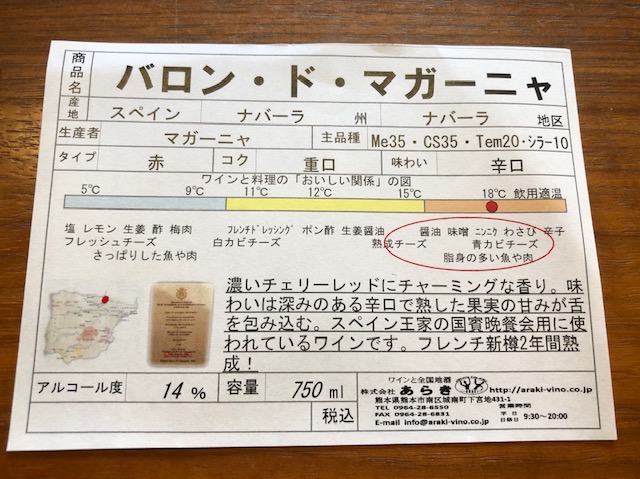 商品名 バロン・ド・マガーニャ
産地 スペイン ナバーラ 州 ナバーラ 地区
生産者 マガーニャ 主品種 Me35・CS35・Tem20・シラー10
タイプ 赤 コク 重口 味わい 辛口
ワインと料理の「おいしい関係」の図
5℃ 9℃ 11℃ 12℃ 15℃ 18℃ 飲用適温
塩 レモン 生姜 酢 梅肉 フレンチドレッシング ポン酢 生姜醤油 醤油 味噌 ニンニク わさび 辛子
フレッシュチーズ 白カビチーズ 熟成チーズ 青カビチーズ
さっぱりした魚や肉 脂身の多い魚や肉
濃いチェリーレッドにチャーミングな香り。味
わいは深みのある辛口で熟した果実の甘みが舌
を包み込む。スペイン王家の国賓晩餐会用に使
われているワインです。フレンチ新樽2年間熟
成！
アルコール度 14 % 容量 750 ml
税込
ワインと全国地酒
株式会社 あらき http://araki-vino.co.jp
熊本県熊本市南区城南町下宮地431-1
TEL 0964-28-6550 営業時間
FAX 0964-28-6831 平日
E-mail info@araki-vino.co.jp 日祭日 9:30～20:00